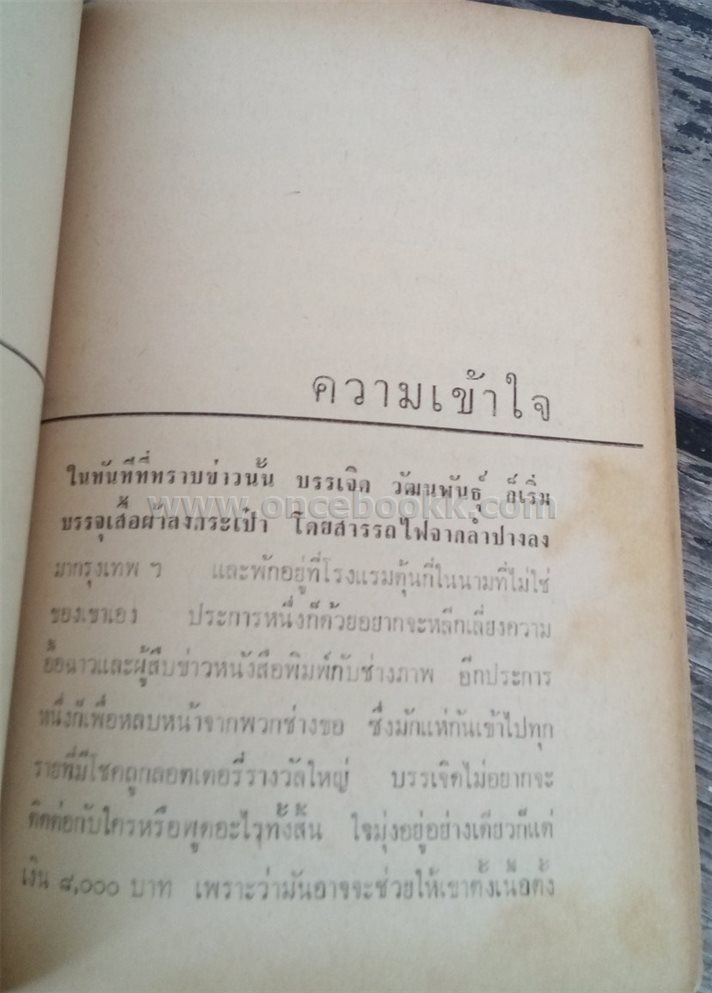 ความเข้าใจ
ในทันทีที่ทราบข่าวนั้น บรรเจิด วัฒนพันธุ์ ก็เริ่ม
www.oncebookk.com
บรรจุเสื้อผ้าลงกระเป๋า โดยสารรถไฟจากลำปางลง
มากรุงเทพ ฯ และพักอยู่ที่โรงแรมตุ้นกี่ในนามที่ไม่ใช่
ของเขาเอง ประการหนึ่งก็ด้วยอยากจะหลีกเลี่ยงความ
อื้อฉาวและผู้สืบข่าวหนังสือพิมพ์กับช่างภาพ อีกประการ
หนึ่งก็เพื่อหลบหน้าจากพวกช่างขอ ซึ่งมักแห่กันเข้าไปทุก
รายที่มีโชคถูกลอตเตอรี่รางวัลใหญ่ บรรเจิดไม่อยากจะ
ติดต่อกับใครหรือพูดอะไรทั้งสิ้น ใจมุ่งอยู่อย่างเดียวก็แต่
เงิน ๘,๐๐๐ บาท เพราะว่ามันอาจจะช่วยให้เขาตั้งเนื้อตั้ง